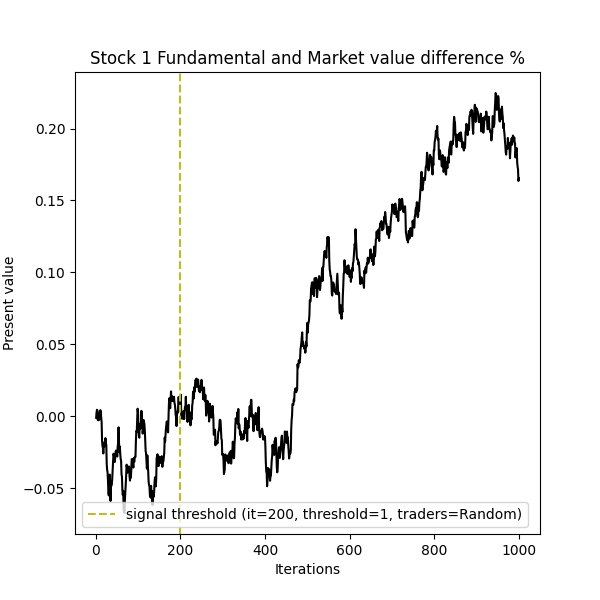 Stock 1 Fundamental and Market value difference %
Present value
0.20
0.15
0.10
0.05
0.00
−0.05
signal threshold (it=200, threshold=1, traders=Random)
0 200 400 600 800 1000
Iterations